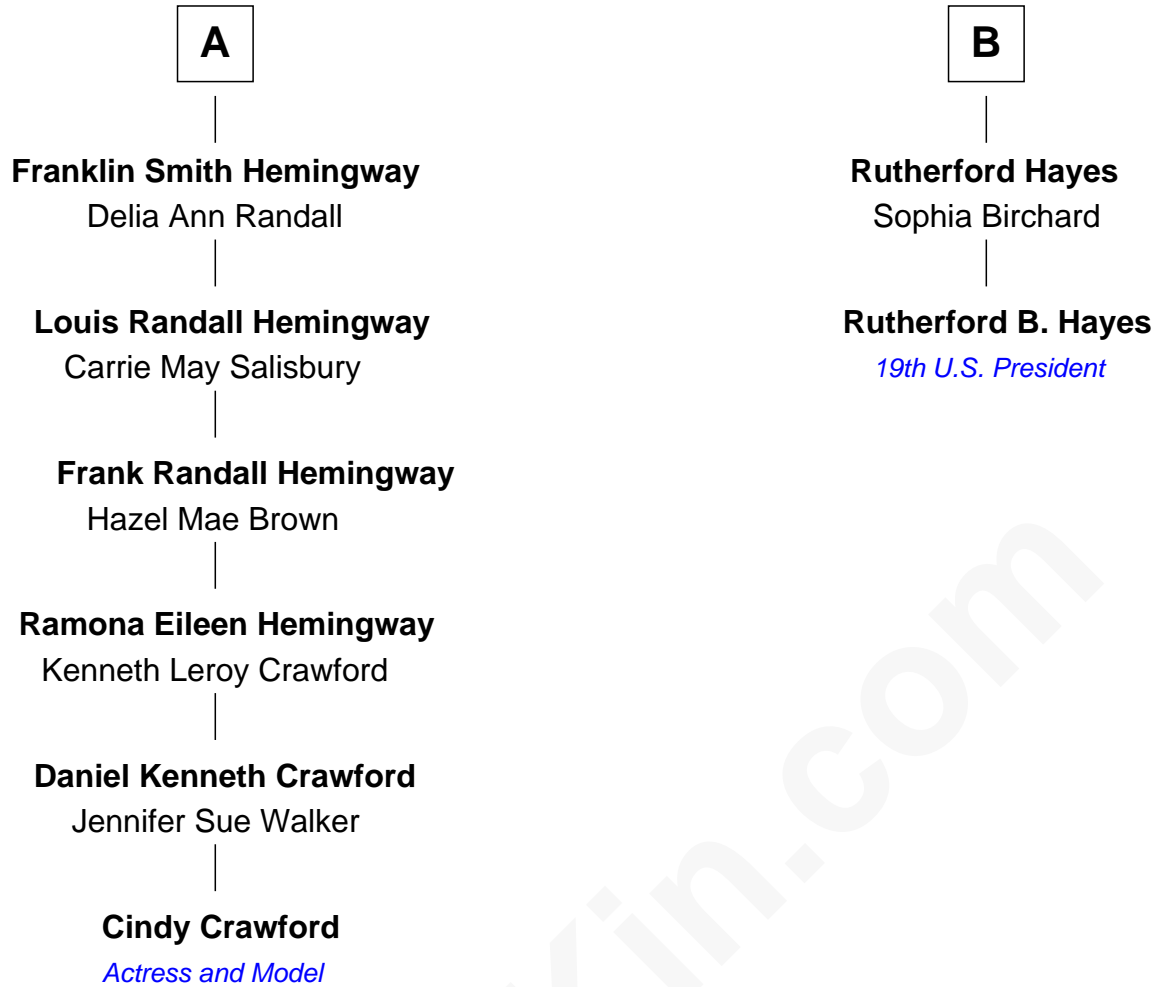 A
Franklin Smith Hemingway
Delia Ann Randall
Louis Randall Hemingway
Carrie May Salisbury
Frank Randall Hemingway
Hazel Mae Brown
Ramona Eileen Hemingway
Kenneth Leroy Crawford
Daniel Kenneth Crawford
Jennifer Sue Walker
Cindy Crawford
Actress and Model
B
Rutherford Hayes
Sophia Birchard
Rutherford B. Hayes
19th U.S. President